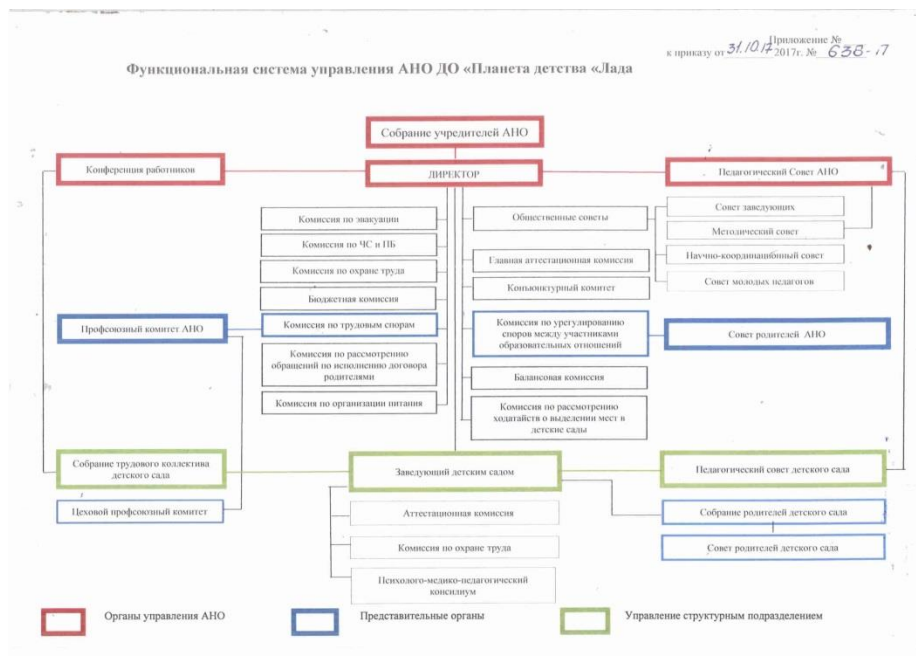 Приложение №
к приказу от 31.10.17 2017г. № 636-17
Функциональная система управления АНО ДО «Планета детства «Лада
Собрание учредителей АНО
Конференция работников
ДИРЕКТОР
Педагогический Совет АНО
Комиссия по эвакуации
Комиссия по ЧС и ПБ
Комиссия по охране труда
Бюджетная комиссия
Комиссия по трудовым спорам
Комиссия по рассмотрению
обращений по исполнению договора
родителями
Комиссия по организации питания
Общественные советы
Главная аттестационная комиссия
Конъюнктурный комитет
Комиссия по урегулированию
споров между участниками
образовательных отношений
Балансовая комиссия
Комиссия по рассмотрению
ходатайств о выделении мест в
детские сады
Совет заведующих
Методический совет
Научно-координационный совет
Совет молодых педагогов
Профсоюзный комитет АНО
Совет родителей АНО
Собрание трудового коллектива
детского сада
Заведующий детским садом
Педагогический совет детского сада
Цеховой профсоюзный комитет
Аттестационная комиссия
Комиссия по охране труда
Психолого-медико-педагогический
консилиум
Собрание родителей детского сада
Совет родителей детского сада
Органы управления АНО
Представительные органы
Управление структурным подразделением